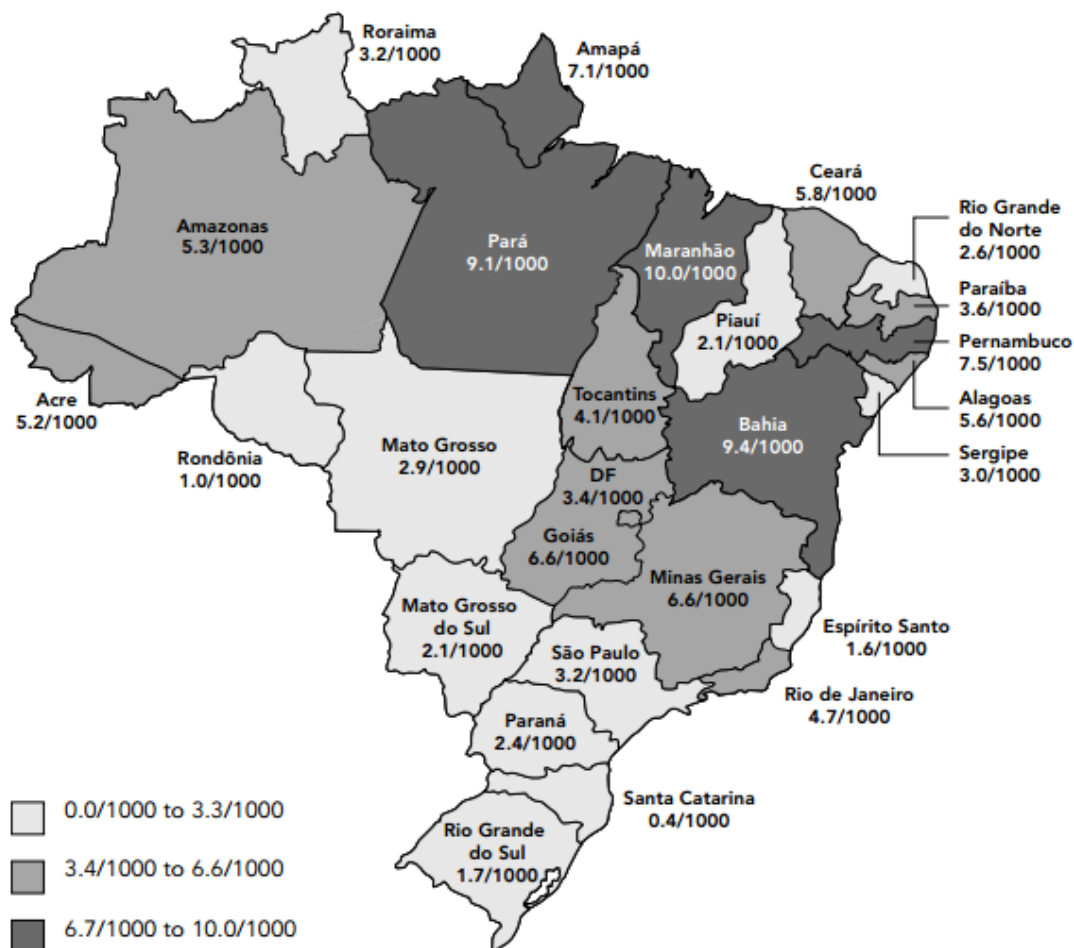 Roraima
3.2/1000
Amapá
7.1/1000
Ceará
5.8/1000
Rio Grande
do Norte
2.6/1000
Amazonas
5.3/1000
Pará
9.1/1000
Maranhão
10.0/1000
Paraíba
3.6/1000
Piauí
2.1/1000
Pernambuco
7.5/1000
Acre
5.2/1000
Tocantins
4.1/1000
Alagoas
5.6/1000
Bahia
9.4/1000
Rondônia
1.0/1000
Mato Grosso
2.9/1000
Sergipe
3.0/1000
DF
3.4/1000
Goiás
6.6/1000
Minas Gerais
6.6/1000
Mato Grosso
do Sul
2.1/1000
Espírito Santo
1.6/1000
São Paulo
3.2/1000
Rio de Janeiro
4.7/1000
Paraná
2.4/1000
Santa Catarina
0.4/1000
Rio Grande
do Sul
1.7/1000
0.0/1000 to 3.3/1000
3.4/1000 to 6.6/1000
6.7/1000 to 10.0/1000